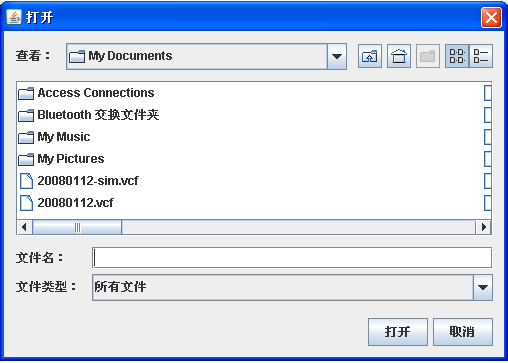 打开
查看： My Documents
Access Connections
Bluetooth 交换文件夹
My Music
My Pictures
20080112-sim.vcf
20080112.vcf
文件名：
文件类型： 所有文件
打开 取消